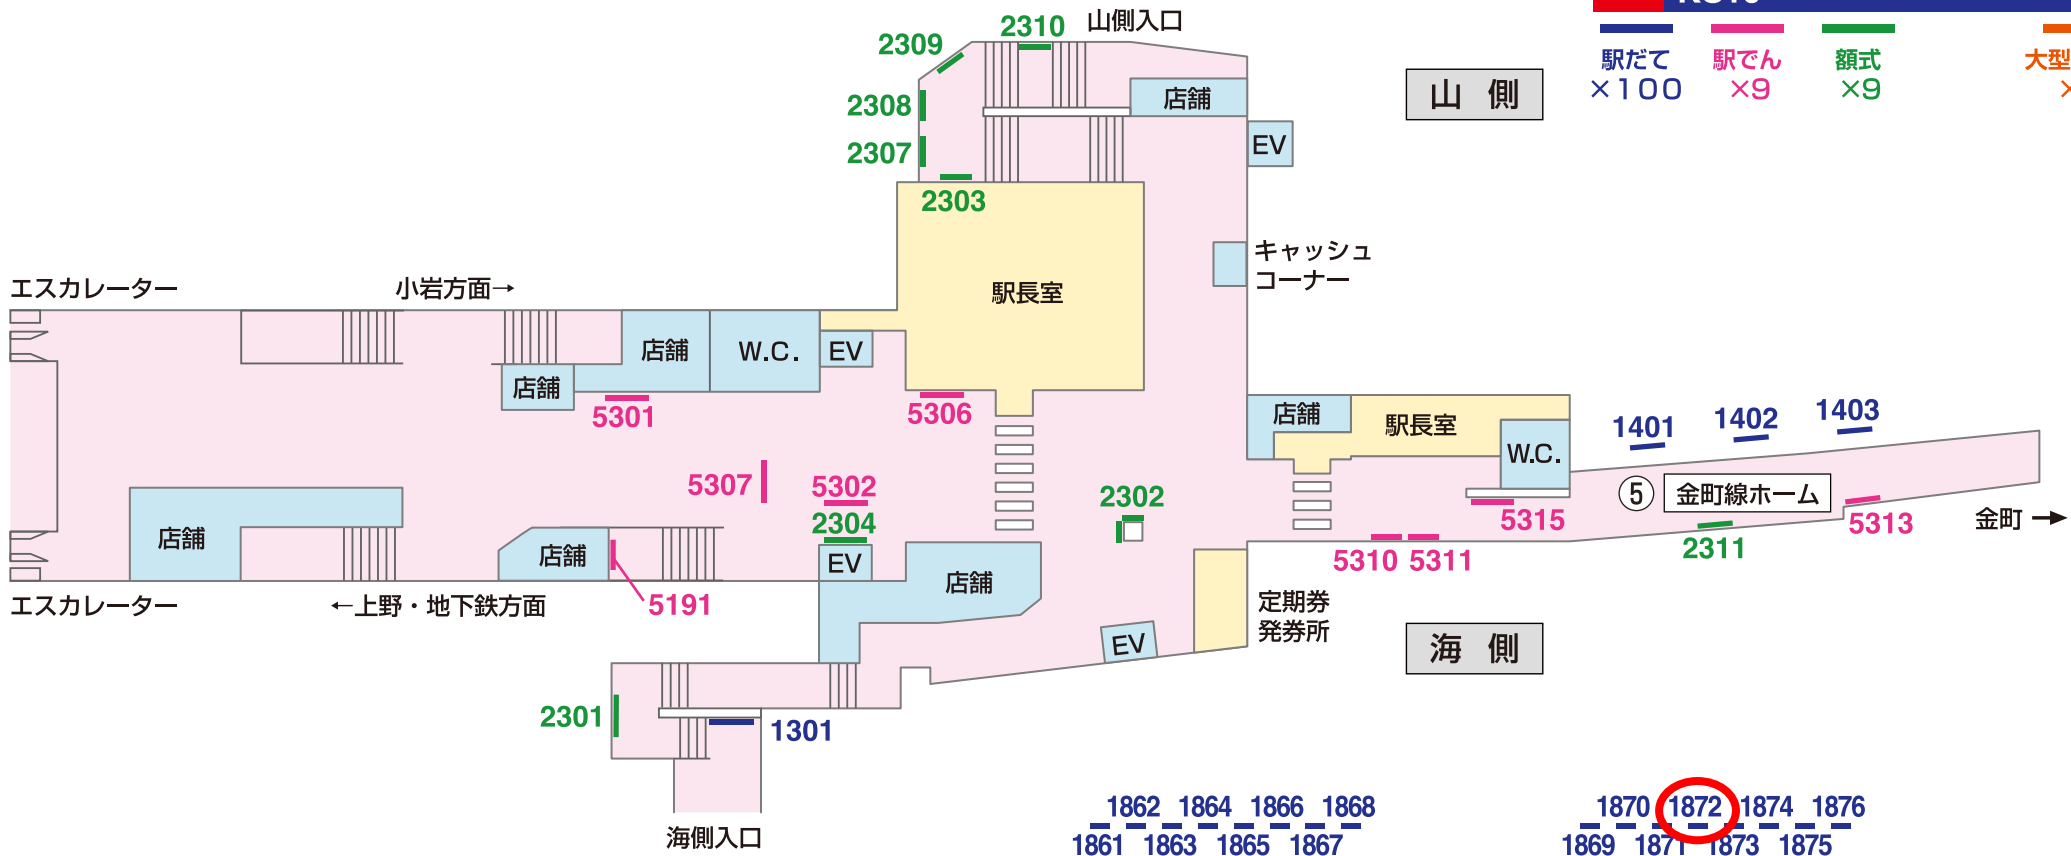 山側入口
2310
2309
2308
2307
2303
店舗
EV
山 側
駅だて
×100
駅でん
×9
額式
×9
大型
キャッシュ
コーナー
駅長室
エスカレーター
小岩方面→
店舗
W.C.
EV
店舗
5301
5306
店舗
駅長室
W.C.
1401
1402
1403
5307
5302
2304
2302
5315
⑤ 金町線ホーム
5313
金町 →
2311
5310
5311
店舗
店舗
EV
店舗
5191
エスカレーター
←上野・地下鉄方面
定期券
発券所
EV
海 側
2301
1301
海側入口
1862 1864 1866 1868
1861 1863 1865 1867
1870 1872 1874 1876
1869 1871 1873 1875